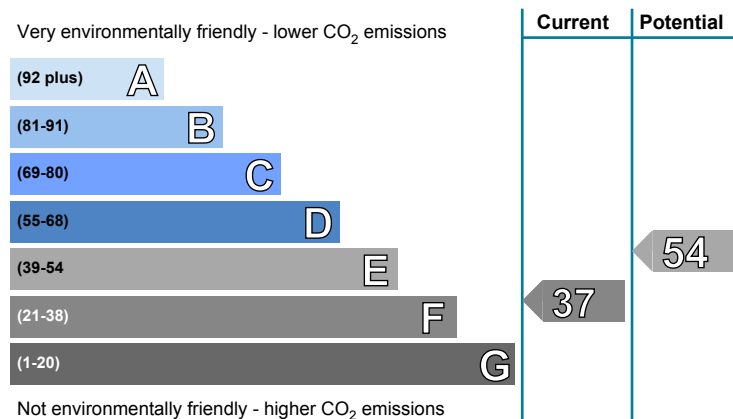 Very environmentally friendly - lower CO₂ emissions
Current
Potential
(92 plus) A
(81-91) B
(69-80) C
(55-68) D
(39-54 E
54
(21-38) F
37
(1-20) G
Not environmentally friendly - higher CO₂ emissions